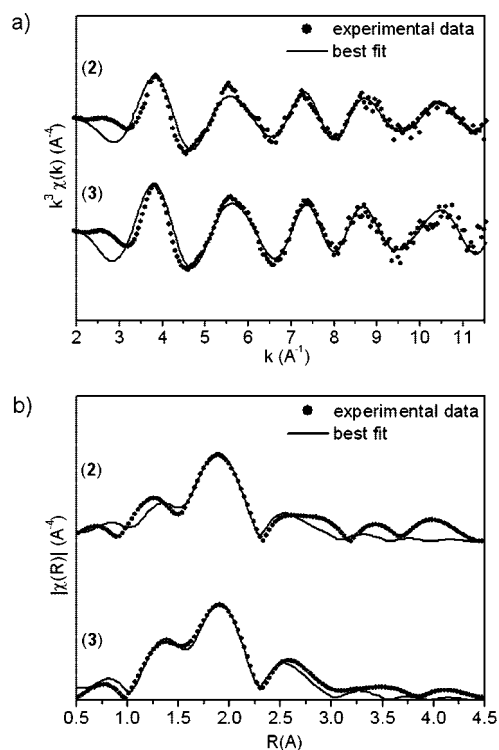 a)
experimental data
best fit
(2)
(3)
k³ χ(k) (A⁻⁴)
2 3 4 5 6 7 8 9 10 11
k (A⁻¹)
b)
experimental data
best fit
(2)
(3)
|χ(R)| (A⁻⁴)
0.5 1.0 1.5 2.0 2.5 3.0 3.5 4.0 4.5
R(A)